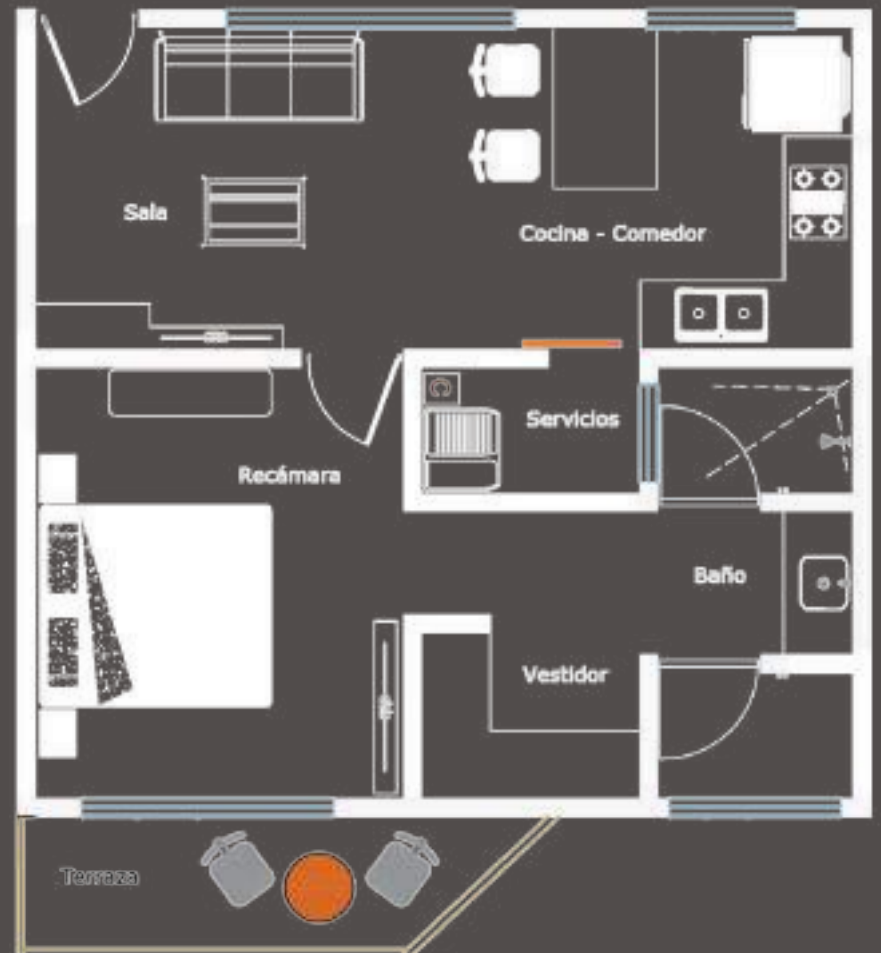 Sala
Cocina - Comedor
Servicios
Recámara
Baño
Vestidor
Terraza